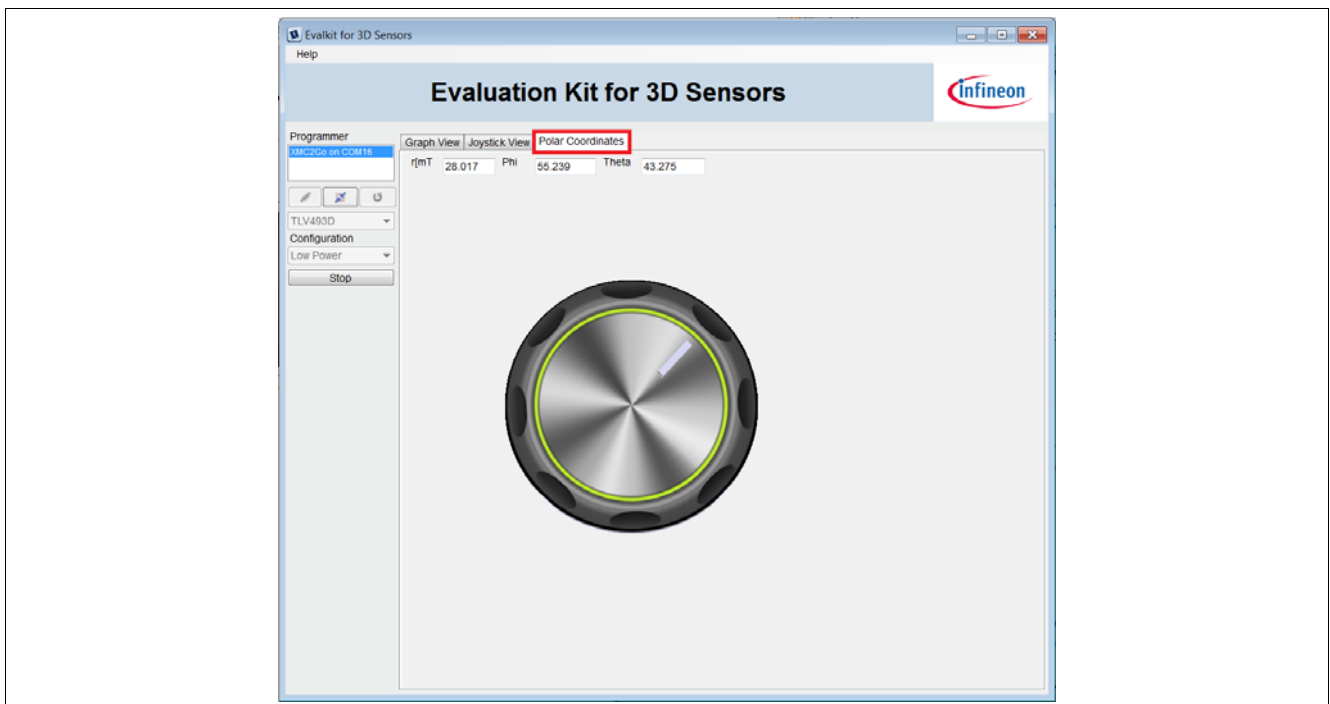 Evalkit for 3D Sensors
Help
Evaluation Kit for 3D Sensors
infineon
Programmer
XMC2Go on COM16
Graph View Joystick View Polar Coordinates
r[mT 28.017 Phi 55.239 Theta 43.275
TLV493D
Configuration
Low Power
Stop